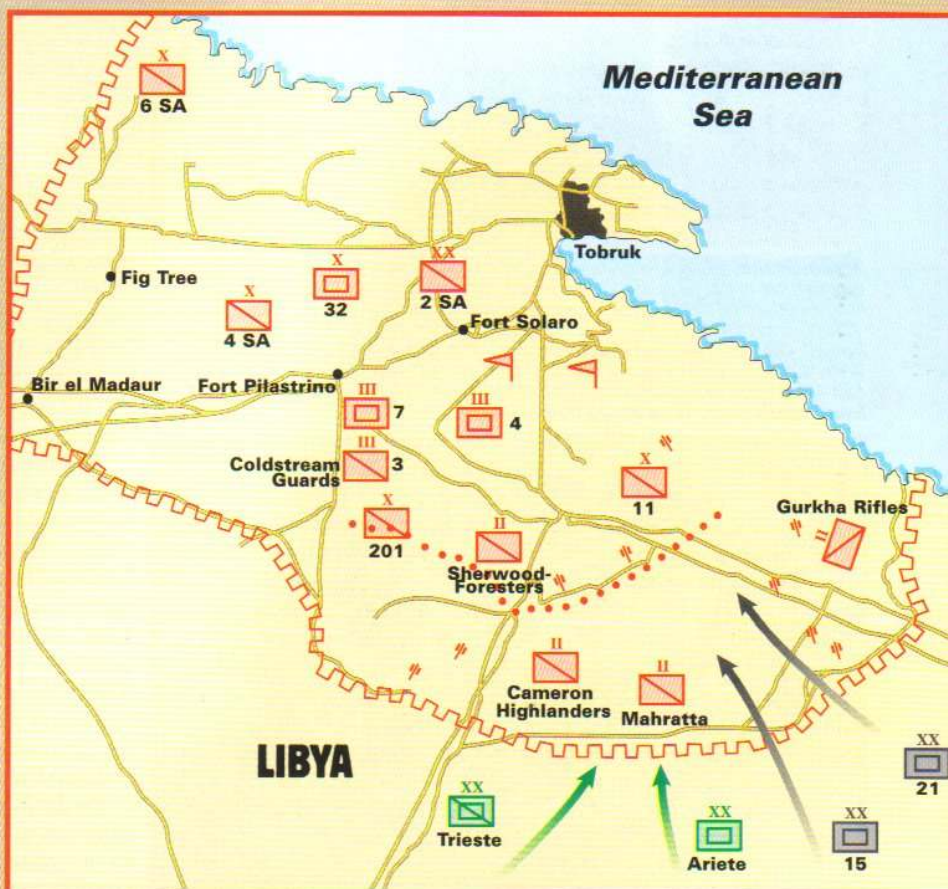 X
6 SA
Mediterranean
Sea
Tobruk
Fig Tree
X
32
XX
2 SA
X
4 SA
Fort Solaro
Bir el Madaur
Fort Pilastrino
III
7
III
4
Coldstream
Guards
III
3
X
11
Gurkha Rifles
II
X
201
II
Sherwood-
Foresters
II
Cameron
Highlanders
II
Mahratta
LIBYA
XX
21
XX
Trieste
XX
Ariete
XX
15